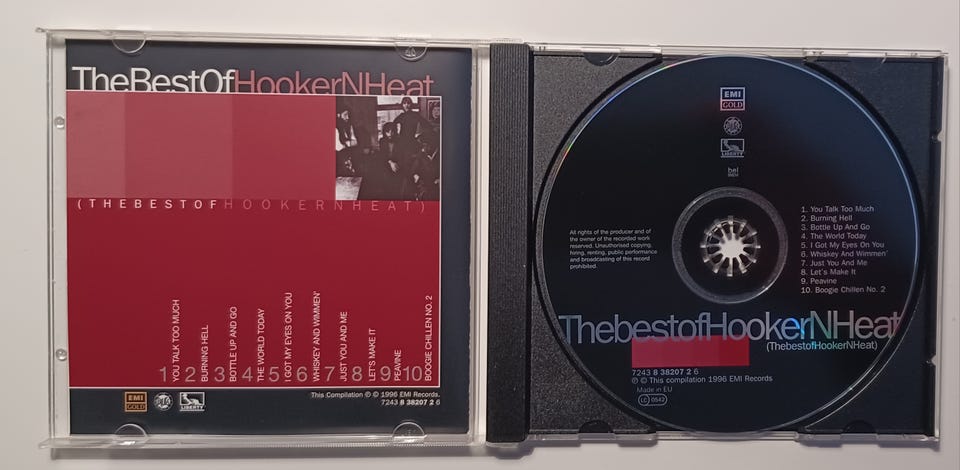 TheBestOfHookerNHeat
(THEBESTOFHOOKERNHEAT)
1 YOU TALK TOO MUCH
2 BURNING HELL
3 BOTTLE UP AND GO
4 THE WORLD TODAY
5 I GOT MY EYES ON YOU
6 WHISKEY AND WIMMEN'
7 JUST YOU AND ME
8 LET'S MAKE IT
9 PEAVINE
10 BOOGIE CHILLEN NO. 2
EMI
GOLD
LIBERTY
This Compilation ℗ © 1996 EMI Records.
7243 8 38207 2 6
EMI
GOLD
LIBERTY
bel
BIEM
All rights of the producer and of
the owner of the recorded work
reserved. Unauthorised copying,
hiring, renting, public performance
and broadcasting of this record
prohibited.
1. You Talk Too Much
2. Burning Hell
3. Bottle Up And Go
4. The World Today
5. I Got My Eyes On You
6. Whiskey And Wimmen'
7. Just You And Me
8. Let's Make It
9. Peavine
10. Boogie Chillen No. 2
ThebestofHookerNHeat
(ThebestofHookerNHeat)
7243 8 38207 2 6
℗ © This compilation 1996 EMI Records
Made in EU
LC 0542